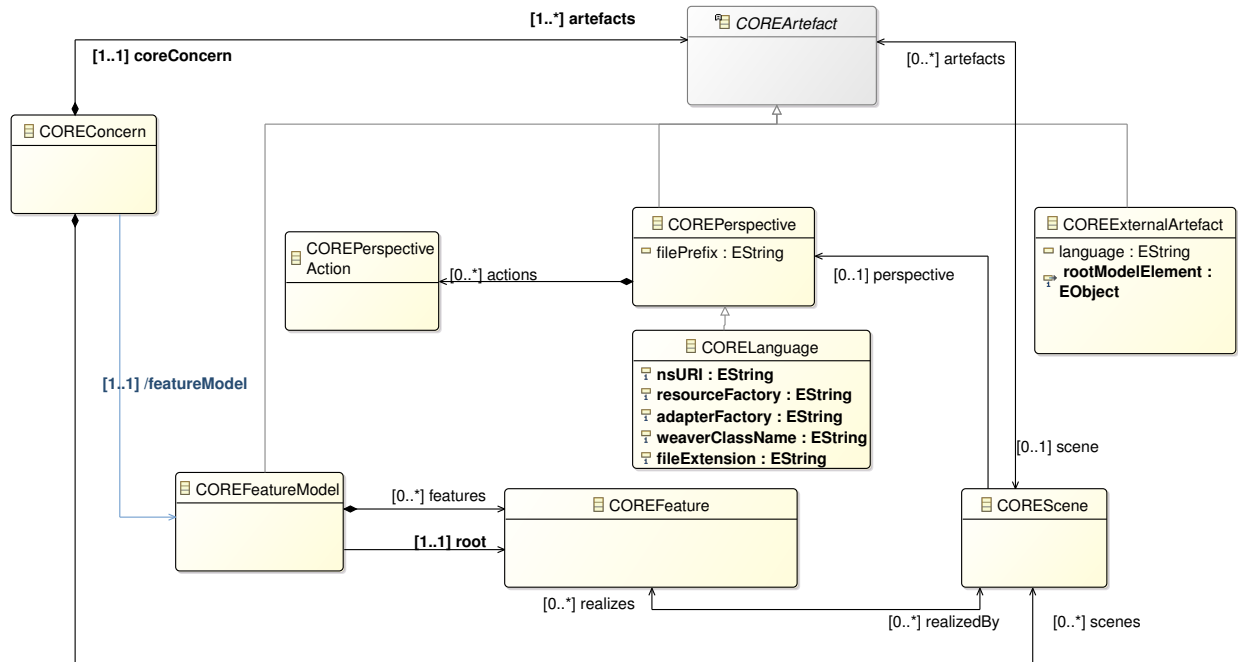 [1..*] artefacts
COREArtefact
[1..1] coreConcern
[0..*] artefacts
COREConcern
COREPerspective
filePrefix : EString
COREExternalArtefact
language : EString
rootModelElement :
EObject
COREPerspective
Action
[0..*] actions
[0..1] perspective
CORELanguage
nsURI : EString
resourceFactory : EString
adapterFactory : EString
weaverClassName : EString
fileExtension : EString
[1..1] /featureModel
[0..1] scene
COREFeatureModel
[0..*] features
COREFeature
COREScene
[1..1] root
[0..*] realizes
[0..*] realizedBy
[0..*] scenes